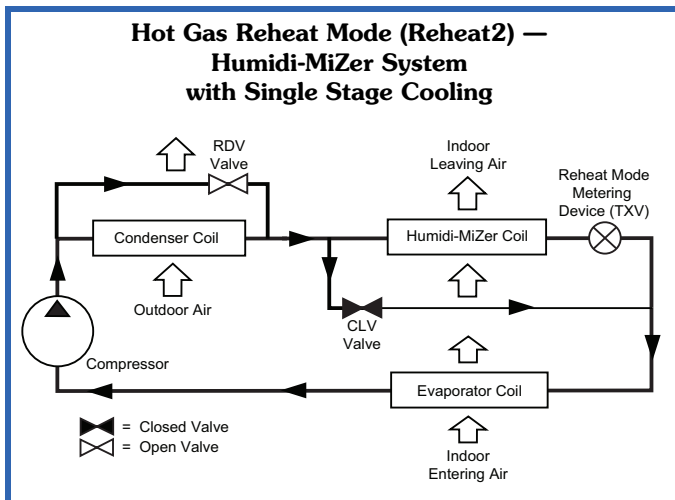 Hot Gas Reheat Mode (Reheat2) —
Humidi-MiZer System
with Single Stage Cooling
RDV
Valve
Indoor
Leaving Air
Reheat Mode
Metering
Device (TXV)
Condenser Coil
Humidi-MiZer Coil
Outdoor Air
CLV
Valve
Compressor
Evaporator Coil
= Closed Valve
= Open Valve
Indoor
Entering Air